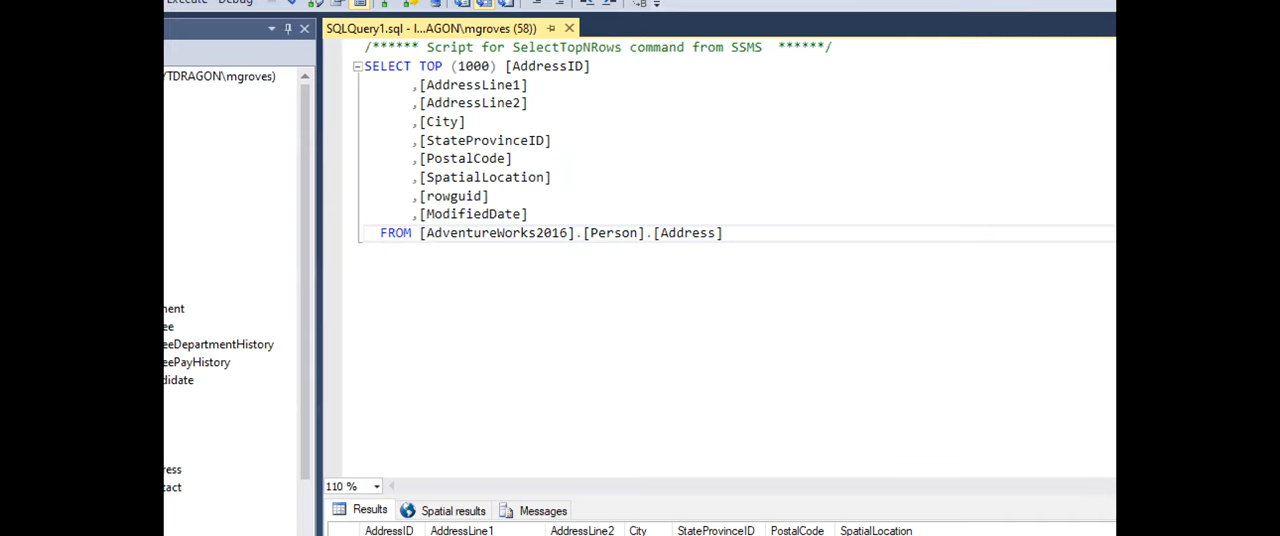 Execute Debug
SQLQuery1.sql - I...AGON\mgroves (58))
/****** Script for SelectTopNRows command from SSMS  ******/
SELECT TOP (1000) [AddressID]
,[AddressLine1]
,[AddressLine2]
,[City]
,[StateProvinceID]
,[PostalCode]
,[SpatialLocation]
,[rowguid]
,[ModifiedDate]
FROM [AdventureWorks2016].[Person].[Address]
TDRAGON\mgroves)
ment
ee
eeDepartmentHistory
eePayHistory
didate
ress
tact
110 %
Results Spatial results Messages
AddressID AddressLine1 AddressLine2 City StateProvinceID PostalCode SpatialLocation